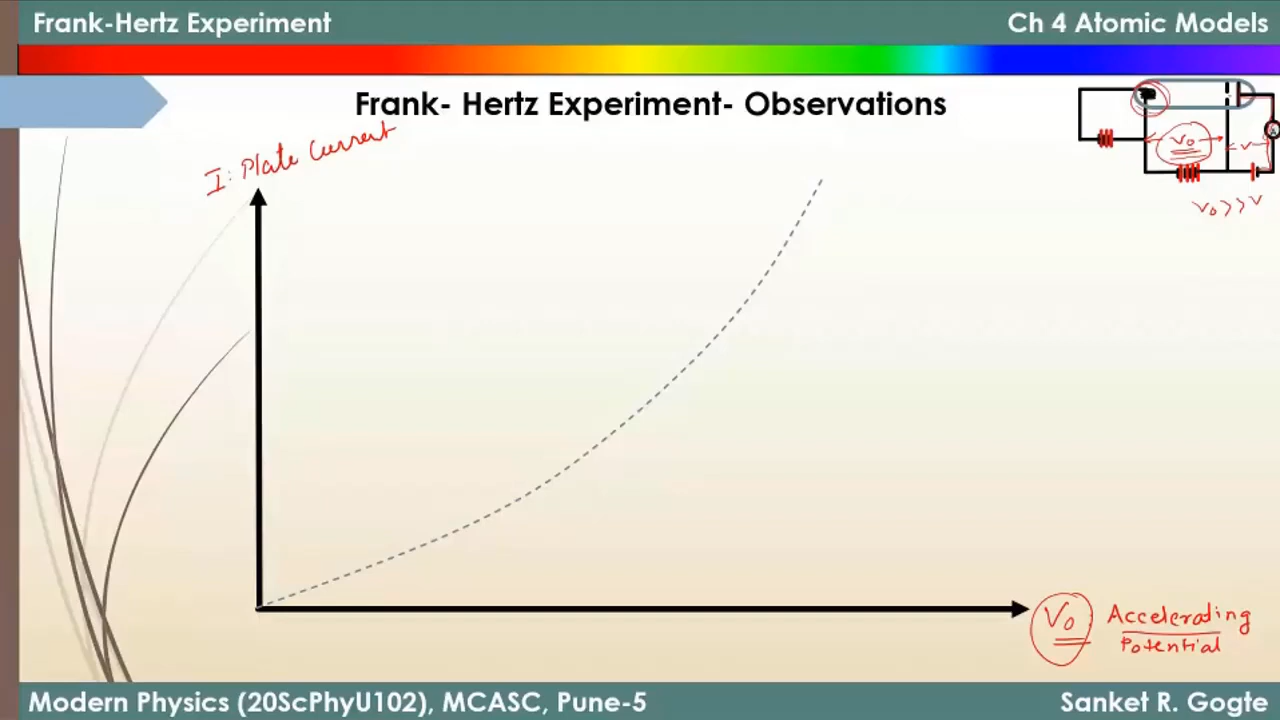 Frank-Hertz Experiment
Ch 4 Atomic Models
Frank- Hertz Experiment- Observations
I: Plate Current
V₀
V
V₀ >> V
V₀
Accelerating
Potential
Modern Physics (20ScPhyU102), MCASC, Pune-5
Sanket R. Gogte